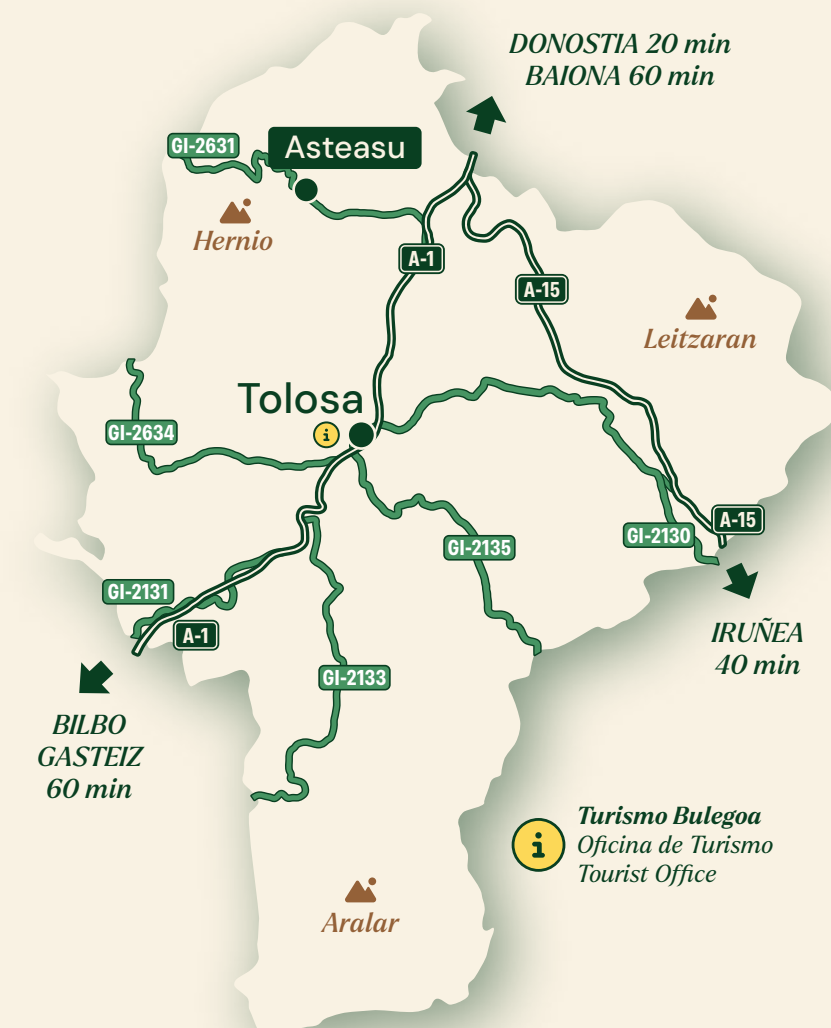 DONOSTIA 20 min
BAIONA 60 min
GI-2631
Asteasu
Hernio
A-1
A-15
Leitzaran
Tolosa
i
GI-2634
A-15
GI-2130
GI-2135
GI-2131
A-1
IRUÑEA
40 min
GI-2133
BILBO
GASTEIZ
60 min
i
Turismo Bulegoa
Oficina de Turismo
Tourist Office
Aralar